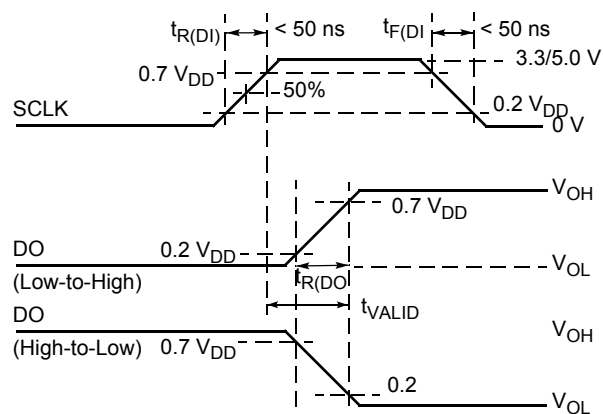 tR(DI) < 50 ns tF(DI < 50 ns
3.3/5.0 V
0.7 VDD
50%
0.2 VDD
SCLK
0 V
VOH
0.7 VDD
DO 0.2 VDD
(Low-to-High)
tR(DO
VOL
tVALID
DO
(High-to-Low)
VOH
0.7 VDD
0.2
VOL